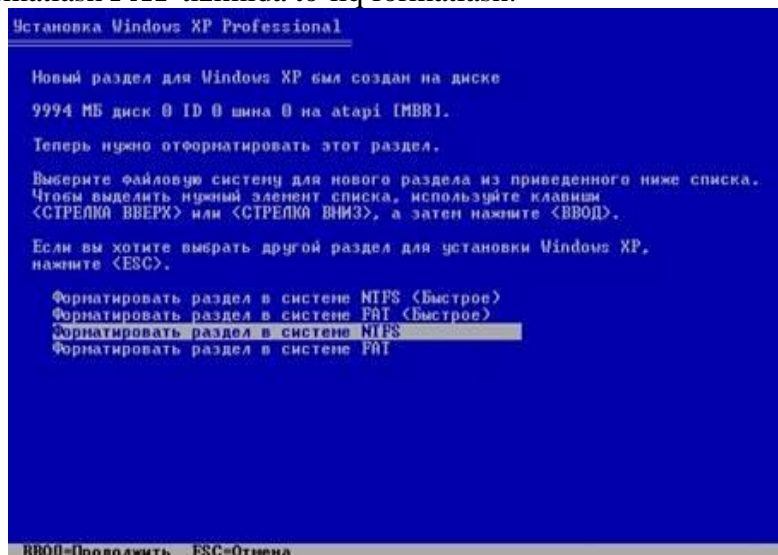 Установка Windows XP Professional
Новый раздел для Windows XP был создан на диске
9994 МБ диск 0 ID 0 шина 0 на atapi [MBR].
Теперь нужно отформатировать этот раздел.
Выберите файловую систему для нового раздела из приведенного ниже списка.
Чтобы выделить нужный элемент списка, используйте клавиши
<СТРЕЛКА ВВЕРХ> или <СТРЕЛКА ВНИЗ>, а затем нажмите <ВВОД>.
Если вы хотите выбрать другой раздел для установки Windows XP,
нажмите <ESC>.
Форматировать раздел в системе NTFS <Быстрое>
Форматировать раздел в системе FAT <Быстрое>
Форматировать раздел в системе NTFS
Форматировать раздел в системе FAT
ВВОД=Продолжить ESC=Отмена